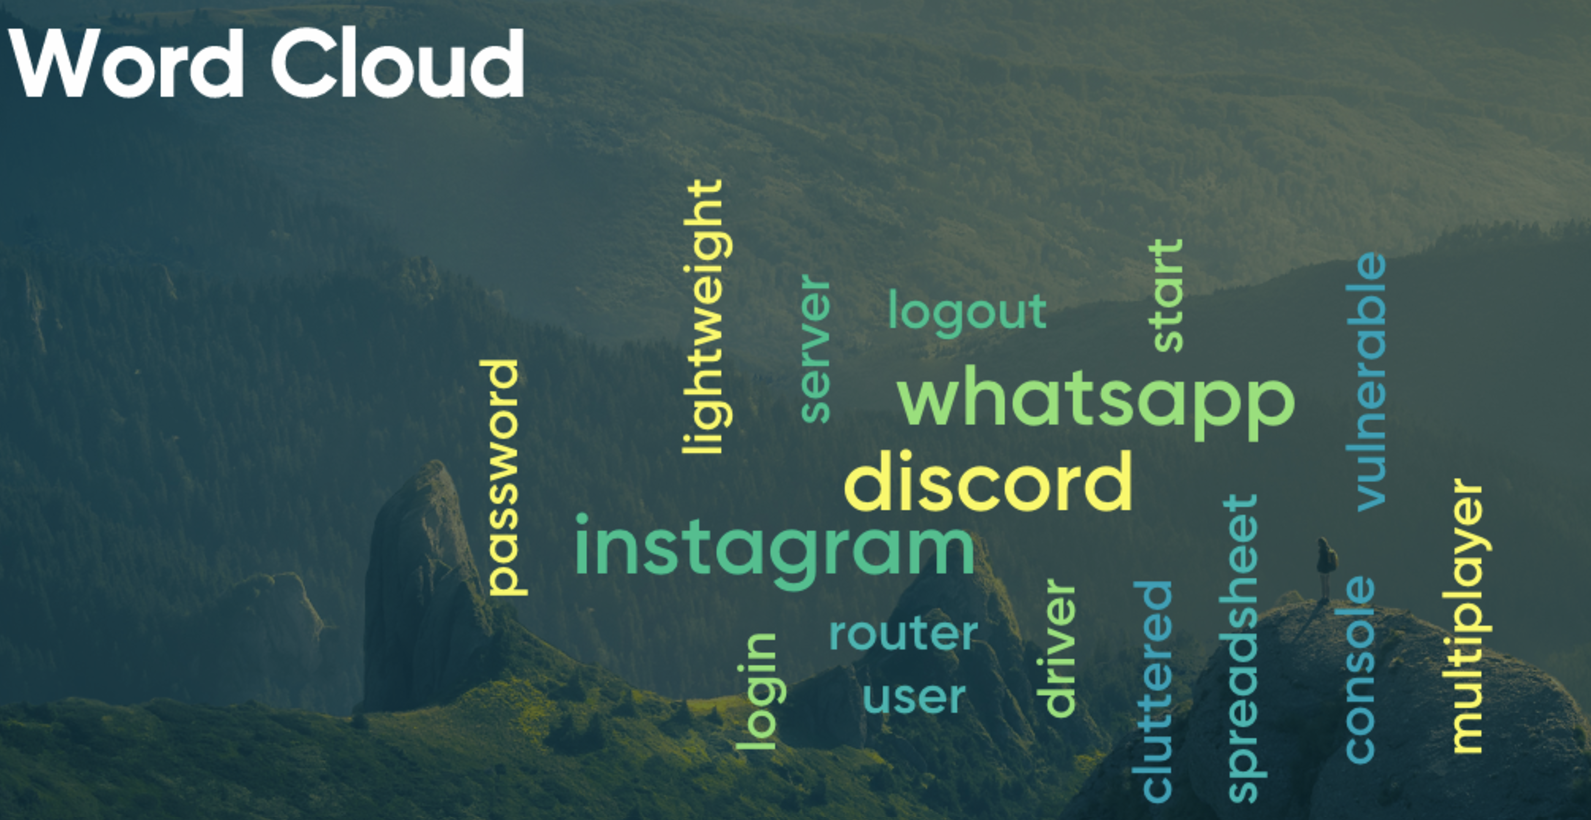 Word Cloud
lightweight
server
logout
start
vulnerable
password
whatsapp
discord
instagram
multiplayer
router
user
login
driver
cluttered
spreadsheet
console